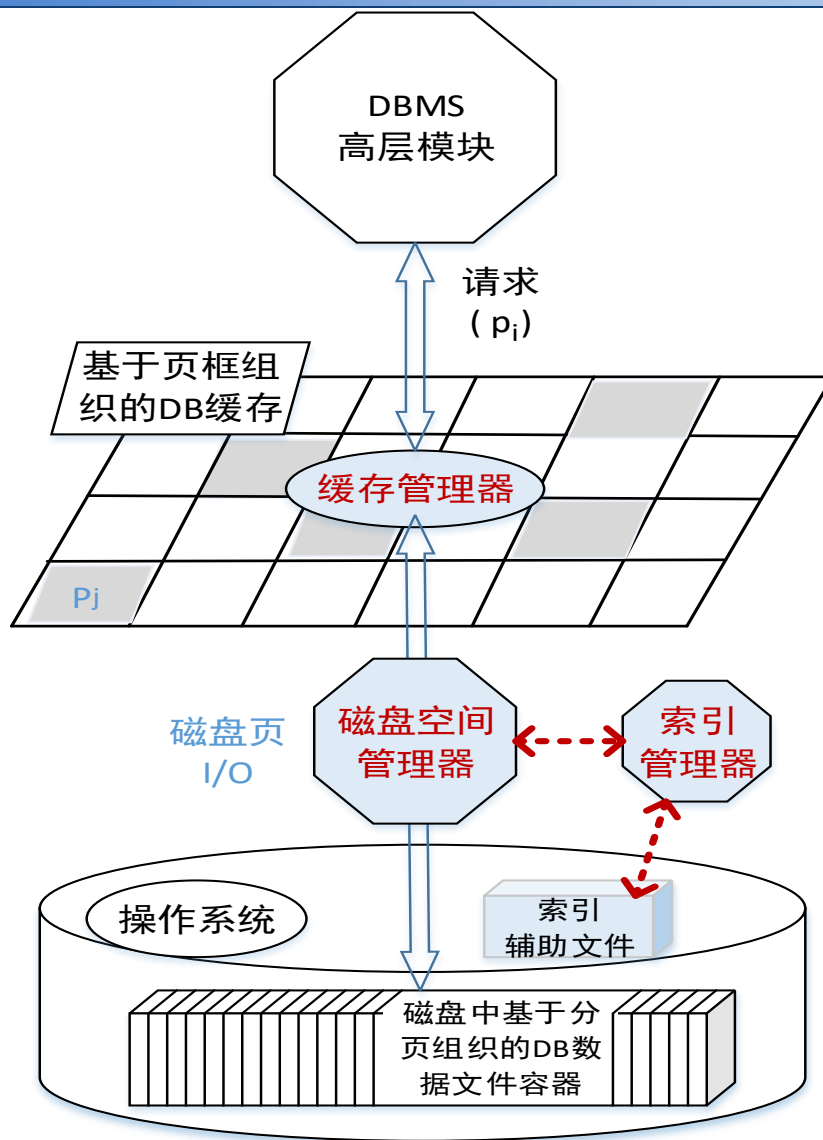 DBMS
高层模块
请求
( pi)
基于页框组
织的DB缓存
缓存管理器
Pj
磁盘页
I/O
磁盘空间
管理器
索引
管理器
操作系统
索引
辅助文件
磁盘中基于分
页组织的DB数
据文件容器